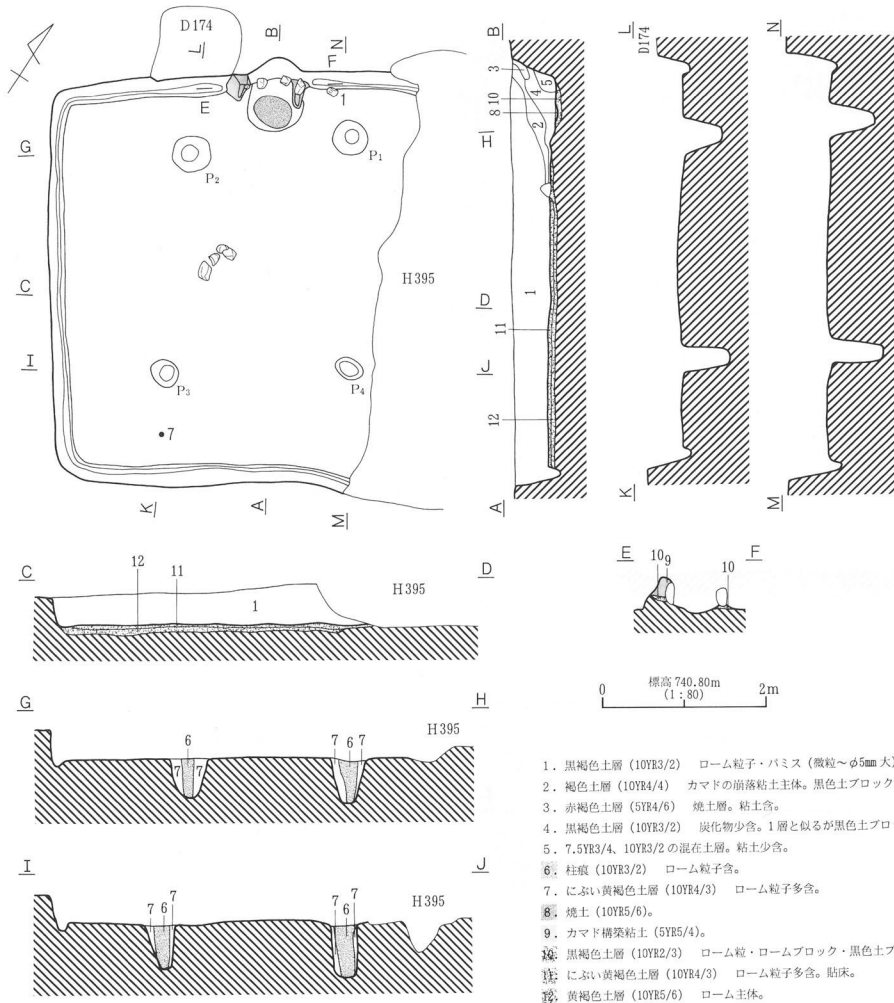 D174
B
N
L
F
E
1
G
P2
P1
C
H395
I
P3
P4
7
K
A
M
B
3
5
4
10
8
2
H
D
1
11
J
12
A
L
D174
K
N
M
C
12
11
1
H395
D
E
10
9
10
F
標高740.80m
0
(1:80)
2m
G
6
7
7
7
6
7
H395
H
I
7
6
7
7
6
7
H395
J
1. 黒褐色土層 (10YR3/2) ローム粒子・パミス (微粒〜φ5㎜大)
2. 褐色土層 (10YR4/4) カマドの崩落粘土主体。黒色土ブロック
3. 赤褐色土層 (5YR4/6) 焼土層。粘土含。
4. 黒褐色土層 (10YR3/2) 炭化物少含。1層と似るが黒色土ブロ
5. 7.5YR3/4、10YR3/2の混在土層。粘土少含。
6. 柱痕 (10YR3/2) ローム粒子含。
7. にぶい黄褐色土層 (10YR4/3) ローム粒子多含。
8. 焼土 (10YR5/6)。
9. カマド構築粘土 (5YR5/4)。
10. 黒褐色土層 (10YR2/3) ローム粒・ロームブロック・黒色土ブ
11. にぶい黄褐色土層 (10YR4/3) ローム粒子多含。貼床。
12. 黄褐色土層 (10YR5/6) ローム主体。